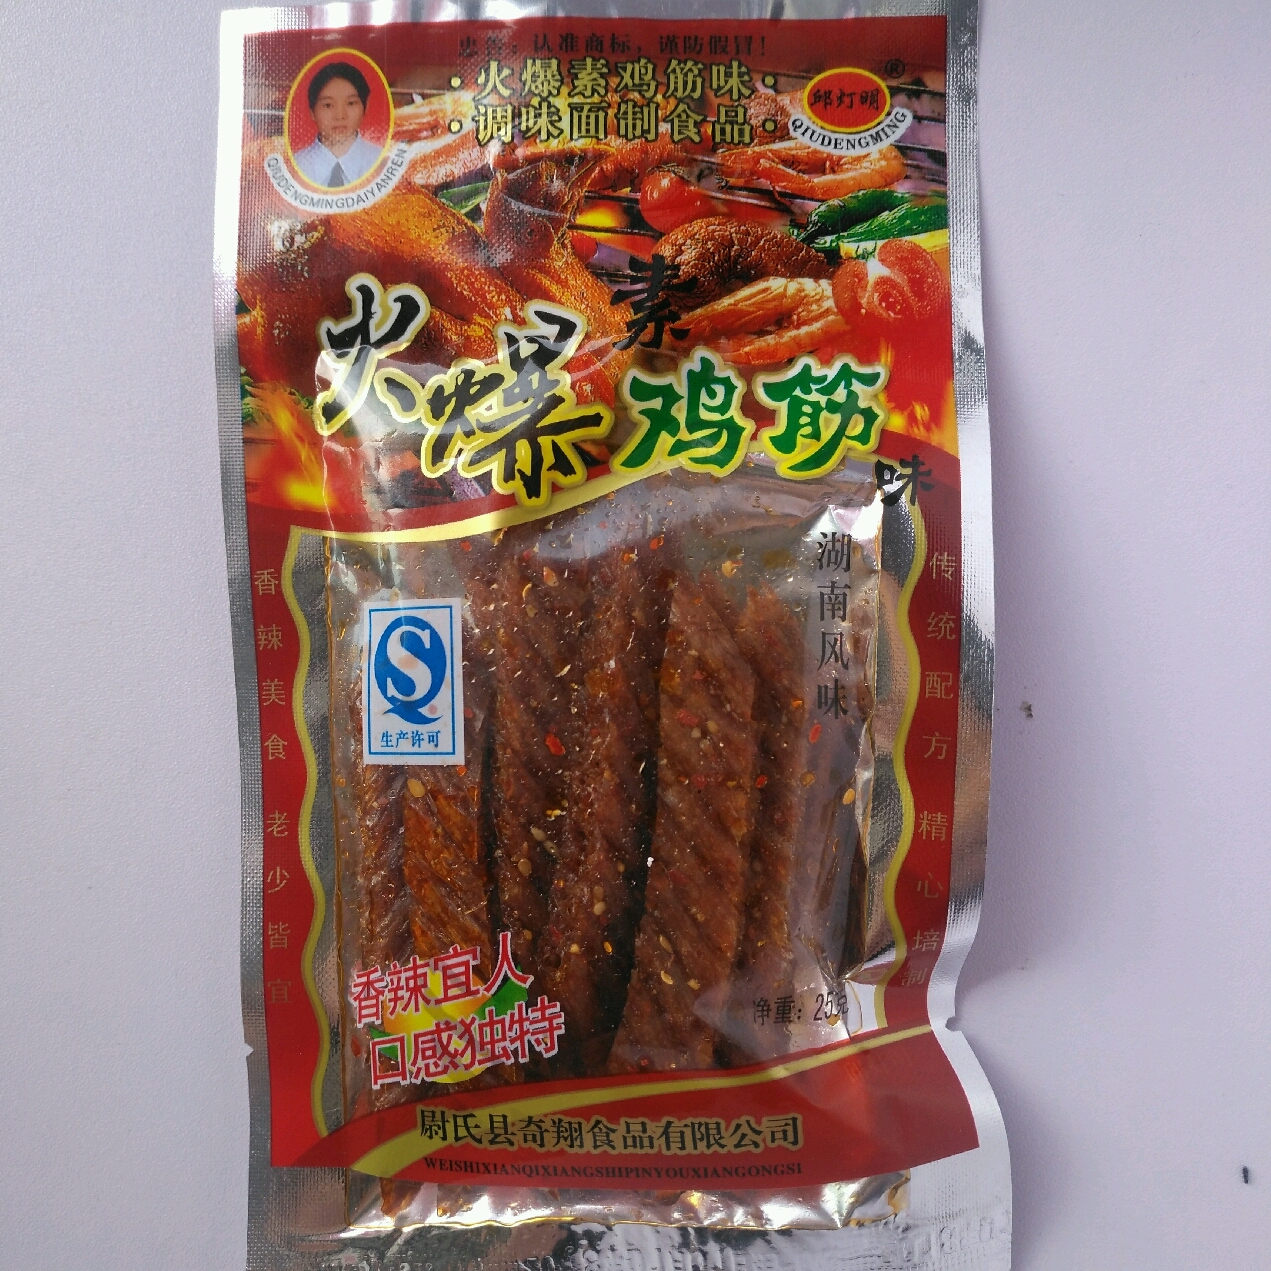 忠告：认准商标，谨防假冒！
·火爆素鸡筋味·
·调味面制食品·
QIUDENGMINGDAIYANREN
邱灯明®
QIUDENGMING
火爆素鸡筋味
湖南风味
香辣美食 老少皆宜
传统配方 精心培制
生产许可
香辣宜人
口感独特
净重：25克
尉氏县奇翔食品有限公司
WEISHIXIANQIXIANGSHIPINYOUXIANGONGSI